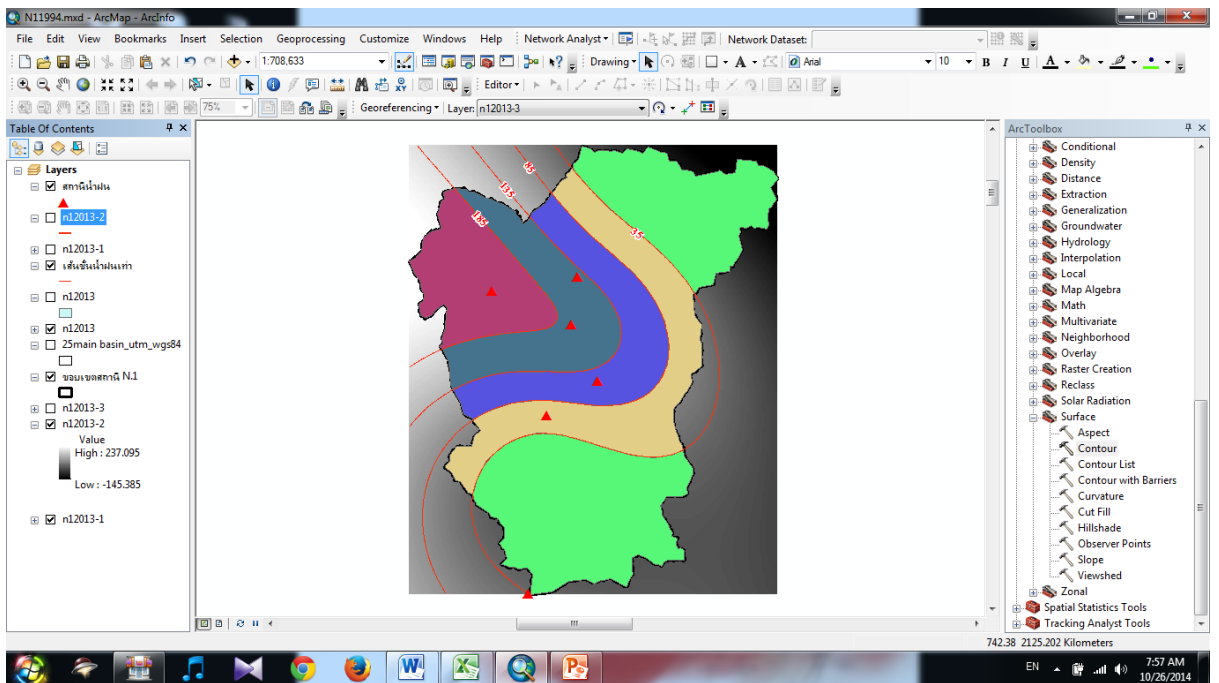 N11994.mxd - ArcMap - ArcInfo
File Edit View Bookmarks Insert Selection Geoprocessing Customize Windows Help Network Analyst Network Dataset:
1:708,633 Drawing A Arial 10 B I U A
Editor
75% Georeferencing Layer: n12013-3
Table Of Contents
Layers
สถานีน้ำฝน
n12013-2
n12013-1
เส้นชั้นน้ำฝนเท่า
n12013
n12013
25main basin_utm_wgs84
ขอบเขตสถานี N.1
n12013-3
n12013-2
Value
High : 237.095
Low : -145.385
n12013-1
85
135
185
35
ArcToolbox
Conditional
Density
Distance
Extraction
Generalization
Groundwater
Hydrology
Interpolation
Local
Map Algebra
Math
Multivariate
Neighborhood
Overlay
Raster Creation
Reclass
Solar Radiation
Surface
Aspect
Contour
Contour List
Contour with Barriers
Curvature
Cut Fill
Hillshade
Observer Points
Slope
Viewshed
Zonal
Spatial Statistics Tools
Tracking Analyst Tools
742.38 2125.202 Kilometers
EN 7:57 AM
10/26/2014